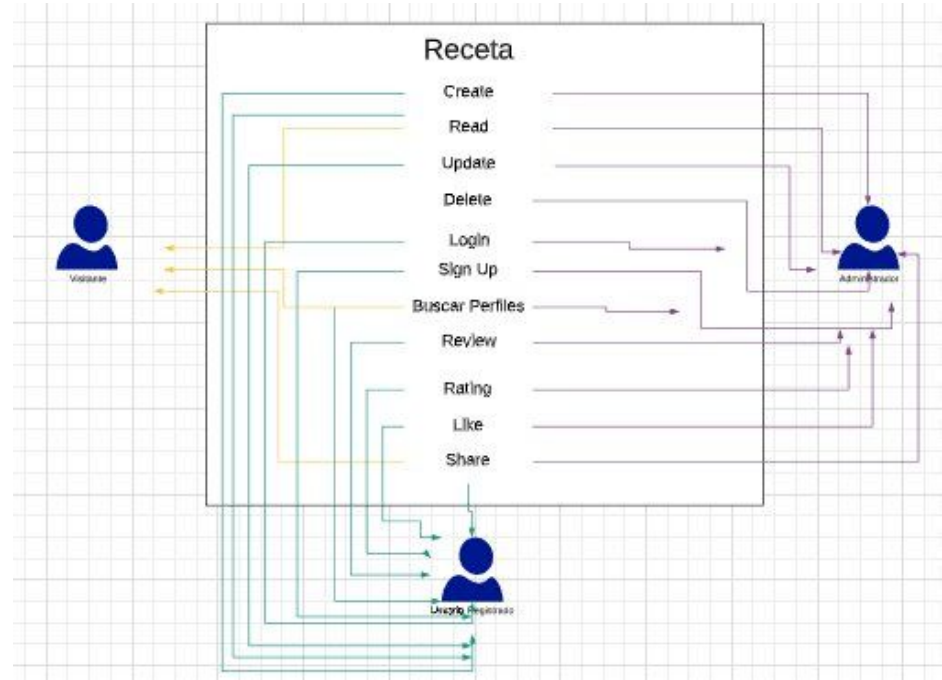 Receta
Create
Read
Update
Delete
Login
Sign Up
Buscar Perfiles
Review
Rating
Like
Share
Visitante
Administrador
Usuario Registrado